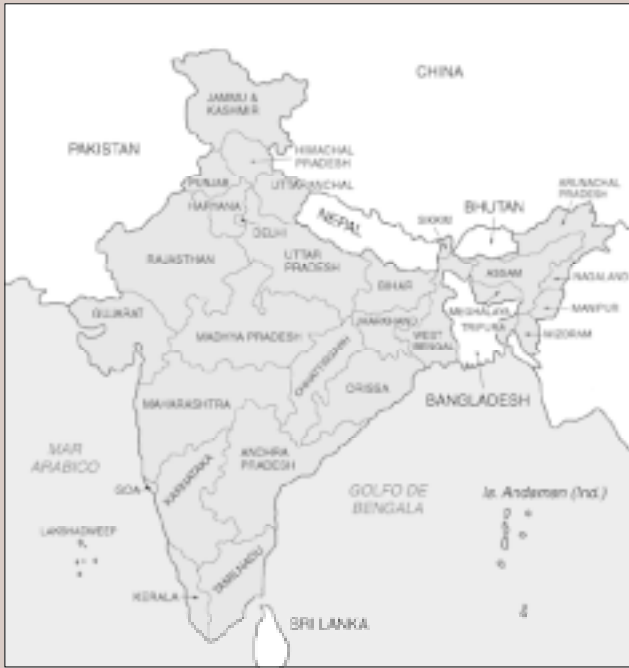 CHINA
JAMMU &
KASHMIR
PAKISTAN
HIMACHAL
PRADESH
PUNJAB
UTTARANCHAL
ARUNACHAL
PRADESH
HARYANA
NEPAL
SIKKIM
BHUTAN
DELHI
RAJASTHAN
UTTAR
PRADESH
ASSAM
NAGALAND
BIHAR
GUJARAT
MEGHALAYA
MANIPUR
JHARKHAND
TRIPURA
MADHYA PRADESH
WEST
BENGAL
MIZORAM
CHHATTISGARH
ORISSA
BANGLADESH
MAHARASHTRA
MAR
ARABICO
ANDHRA
PRADESH
KARNATAKA
GOA
GOLFO DE
BENGALA
Is. Andaman (Ind.)
LAKSHADWEEP
TAMILNADU
KERALA
SRI LANKA